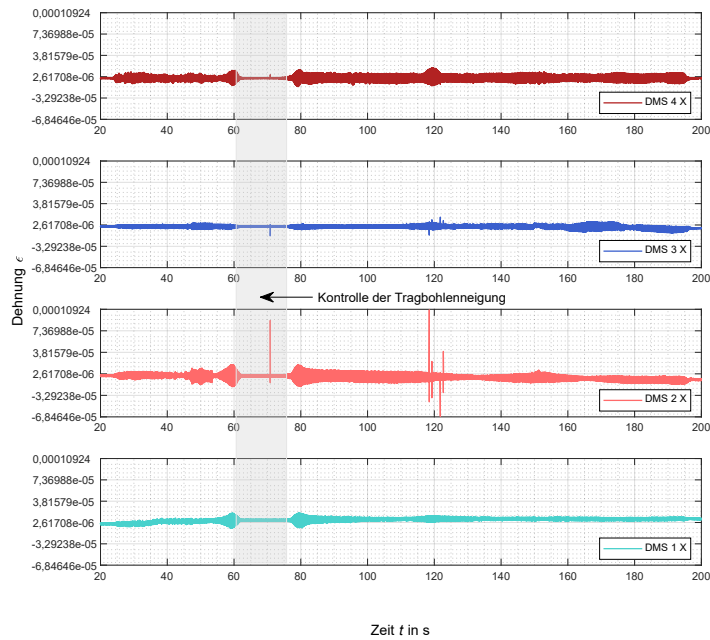 0,00010924
7,36988e-05
3,81579e-05
2,61708e-06
-3,29238e-05
-6,84646e-05
20 40 60 80 100 120 140 160 180 200
DMS 4 X
0,00010924
7,36988e-05
3,81579e-05
2,61708e-06
-3,29238e-05
-6,84646e-05
20 40 60 80 100 120 140 160 180 200
DMS 3 X
Dehnung ϵ
Kontrolle der Tragbohlenneigung
0,00010924
7,36988e-05
3,81579e-05
2,61708e-06
-3,29238e-05
-6,84646e-05
20 40 60 80 100 120 140 160 180 200
DMS 2 X
0,00010924
7,36988e-05
3,81579e-05
2,61708e-06
-3,29238e-05
-6,84646e-05
20 40 60 80 100 120 140 160 180 200
DMS 1 X
Zeit t in s